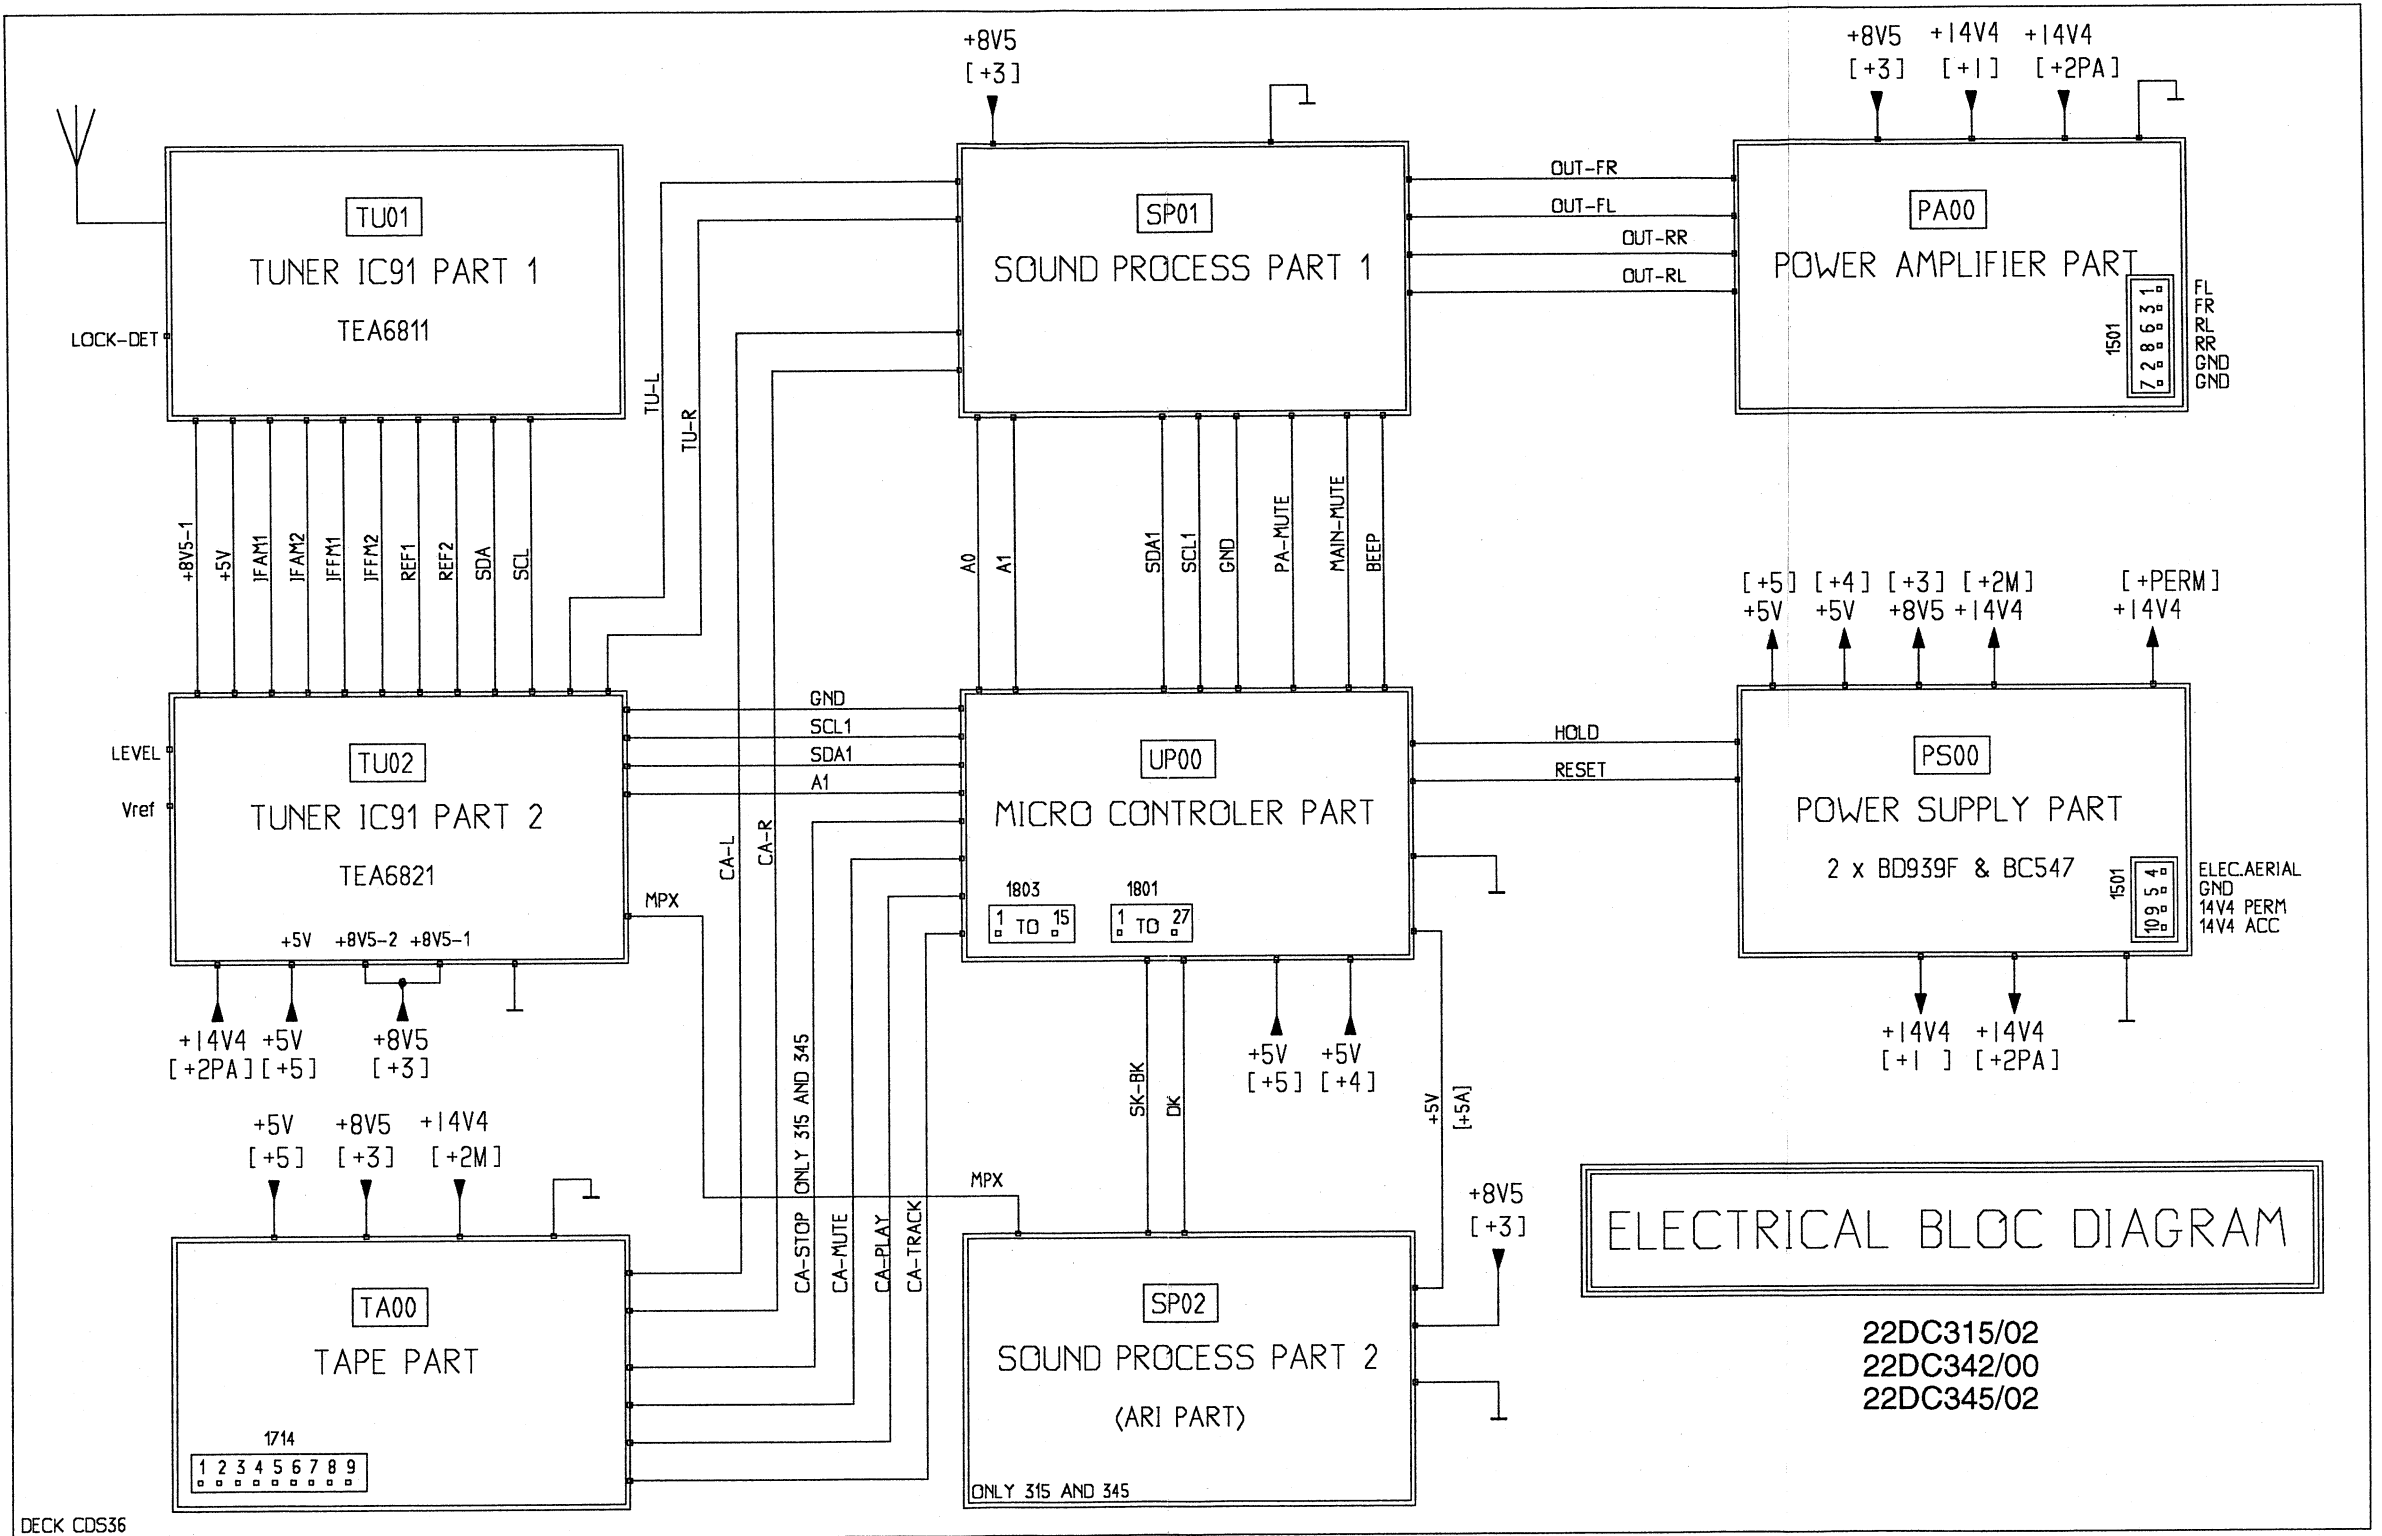 +8V5
[+3]
+8V5 +14V4 +14V4
[+3] [+1] [+2PA]
TU01
TUNER IC91 PART 1
TEA6811
LOCK-DET
SP01
SOUND PROCESS PART 1
OUT-FR
OUT-FL
OUT-RR
OUT-RL
PA00
POWER AMPLIFIER PART
1501
7 2 8 6 3 1
FL
FR
RL
RR
GND
GND
TU-L
TU-R
+8V5-1
+5V
IFAM1
IFAM2
IFFM1
IFFM2
REF1
REF2
SDA
SCL
A0
A1
SDA1
SCL1
GND
PA-MUTE
MAIN-MUTE
BEEP
[+5] [+4] [+3] [+2M] [+PERM]
+5V +5V +8V5 +14V4 +14V4
LEVEL
Vref
TU02
TUNER IC91 PART 2
TEA6821
+5V +8V5-2 +8V5-1
GND
SCL1
SDA1
A1
MPX
CA-L
CA-R
UP00
MICRO CONTROLER PART
1803
1 TO 15
1801
1 TO 27
HOLD
RESET
PS00
POWER SUPPLY PART
2 x BD939F & BC547
1501
10 9 5 4
ELEC.AERIAL
GND
14V4 PERM
14V4 ACC
+14V4 +5V +8V5
[+2PA] [+5] [+3]
+5V +5V
[+5] [+4]
+14V4 +14V4
[+1 ] [+2PA]
SK-BK
DK
+5V
[+5A]
CA-STOP ONLY 315 AND 345
CA-MUTE
CA-PLAY
CA-TRACK
+5V +8V5 +14V4
[+5] [+3] [+2M]
MPX
+8V5
[+3]
TA00
TAPE PART
1714
1 2 3 4 5 6 7 8 9
SP02
SOUND PROCESS PART 2
(ARI PART)
ONLY 315 AND 345
ELECTRICAL BLOC DIAGRAM
22DC315/02
22DC342/00
22DC345/02
DECK CDS36